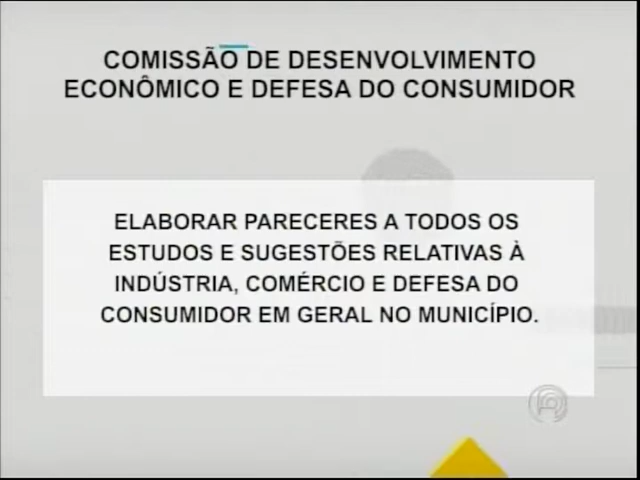 COMISSÃO DE DESENVOLVIMENTO
ECONÔMICO E DEFESA DO CONSUMIDOR
ELABORAR PARECERES A TODOS OS
ESTUDOS E SUGESTÕES RELATIVAS À
INDÚSTRIA, COMÉRCIO E DEFESA DO
CONSUMIDOR EM GERAL NO MUNICÍPIO.